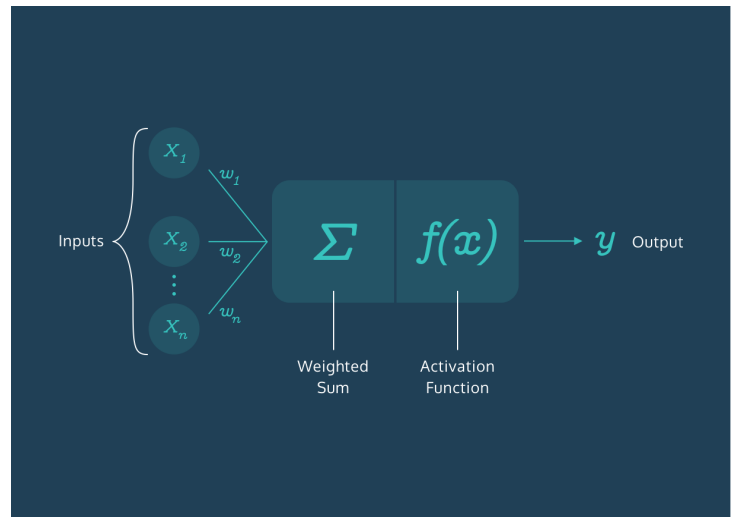 X₁
w₁
Inputs
X₂
w₂
Σ
f(x)
y
Output
Xₙ
wₙ
Weighted
Sum
Activation
Function